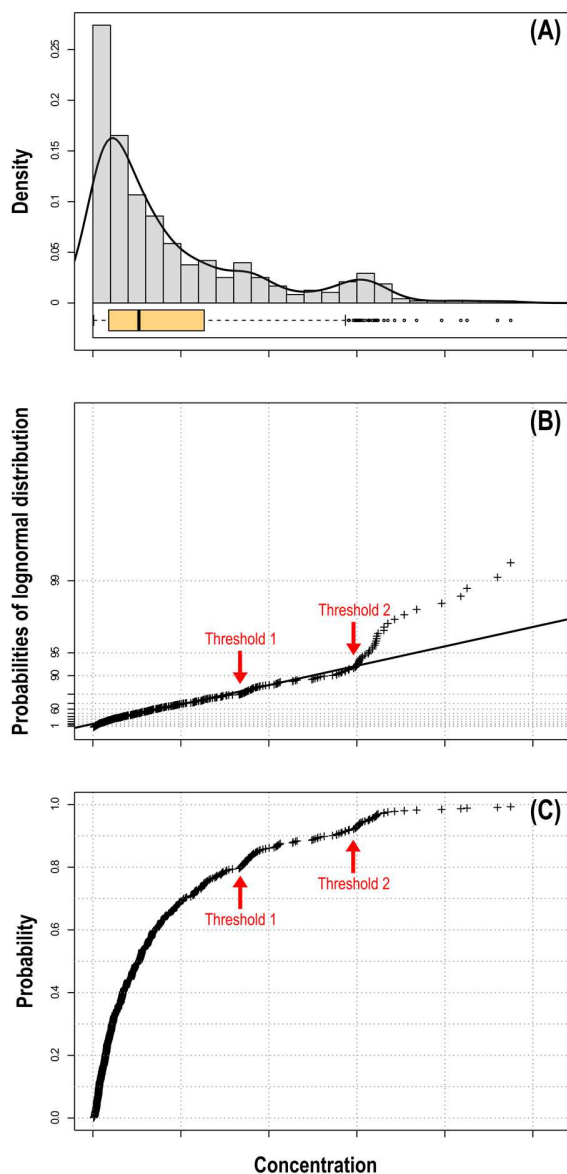 (A)
Density
0.25
0.2
0.15
0.1
0.05
0
(B)
Probabilities of lognormal distribution
99
95
90
60
1
Threshold 1
Threshold 2
(C)
Probability
1.0
0.8
0.6
0.4
0.2
0.0
Threshold 1
Threshold 2
Concentration